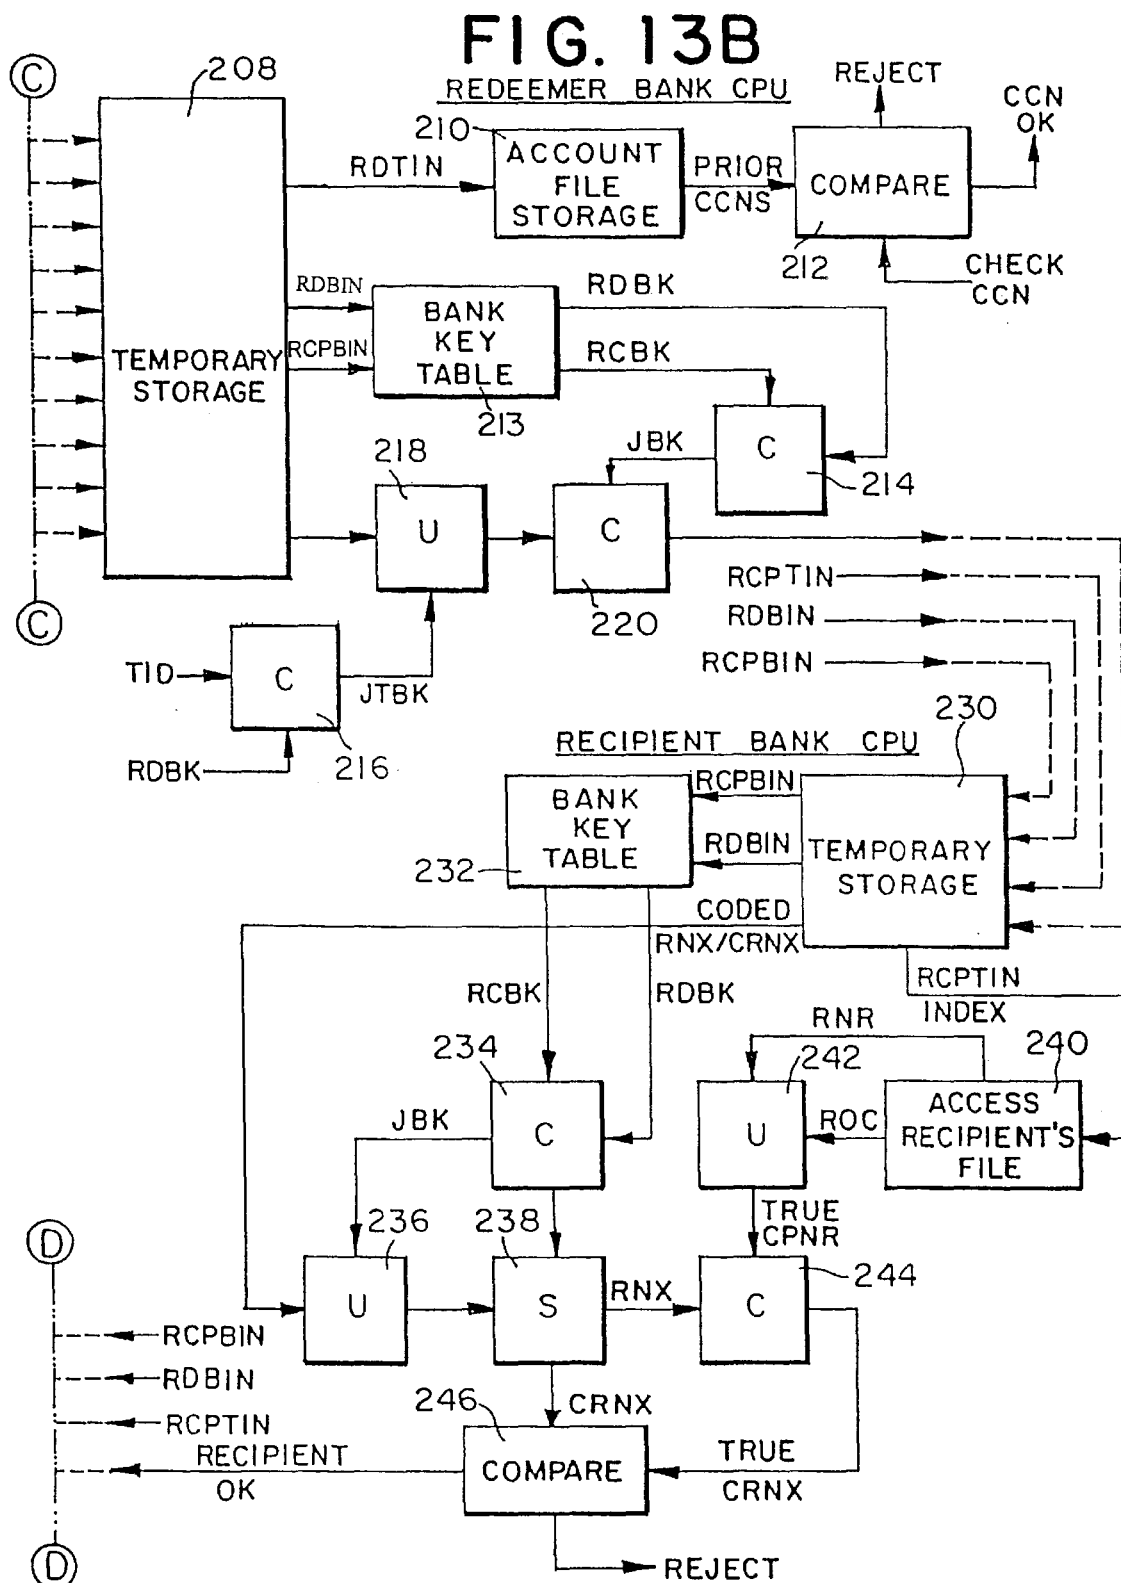 FIG. 13B
REDEEMER BANK CPU
C
208
TEMPORARY
STORAGE
RDTIN
210
ACCOUNT
FILE
STORAGE
PRIOR
CCNS
REJECT
COMPARE
212
CCN
OK
CHECK
CCN
RDBIN
RCPBIN
BANK
KEY
TABLE
213
RDBK
RCBK
C
214
JBK
218
U
C
220
C
TID
C
JTBK
RDBK
216
RCPTIN
RDBIN
RCPBIN
RECIPIENT BANK CPU
230
TEMPORARY
STORAGE
RCPBIN
RDBIN
BANK
KEY
TABLE
232
CODED
RNX/CRNX
RCPTIN
INDEX
RCBK
RDBK
RNR
240
ACCESS
RECIPIENT'S
FILE
ROC
242
U
234
C
JBK
TRUE
CPNR
236
U
238
S
RNX
C
244
D
RCPBIN
RDBIN
RCPTIN
RECIPIENT
OK
CRNX
246
COMPARE
TRUE
CRNX
REJECT
D